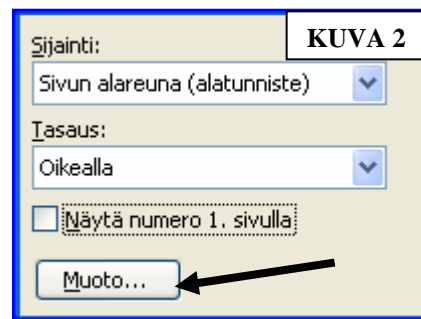 KUVA 2
Sijainti:
Sivun alareuna (alatunniste)
Tasaus:
Oikealla
Näytä numero 1. sivulla
Muoto...